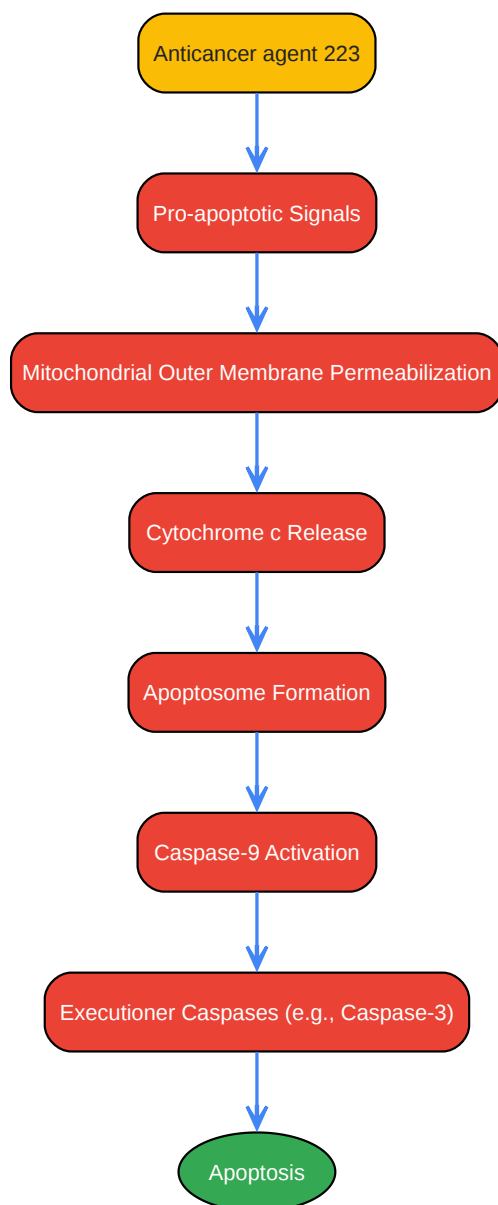 Anticancer agent 223
Pro-apoptotic Signals
Mitochondrial Outer Membrane Permeabilization
Cytochrome c Release
Apoptosome Formation
Caspase-9 Activation
Executioner Caspases (e.g., Caspase-3)
Apoptosis